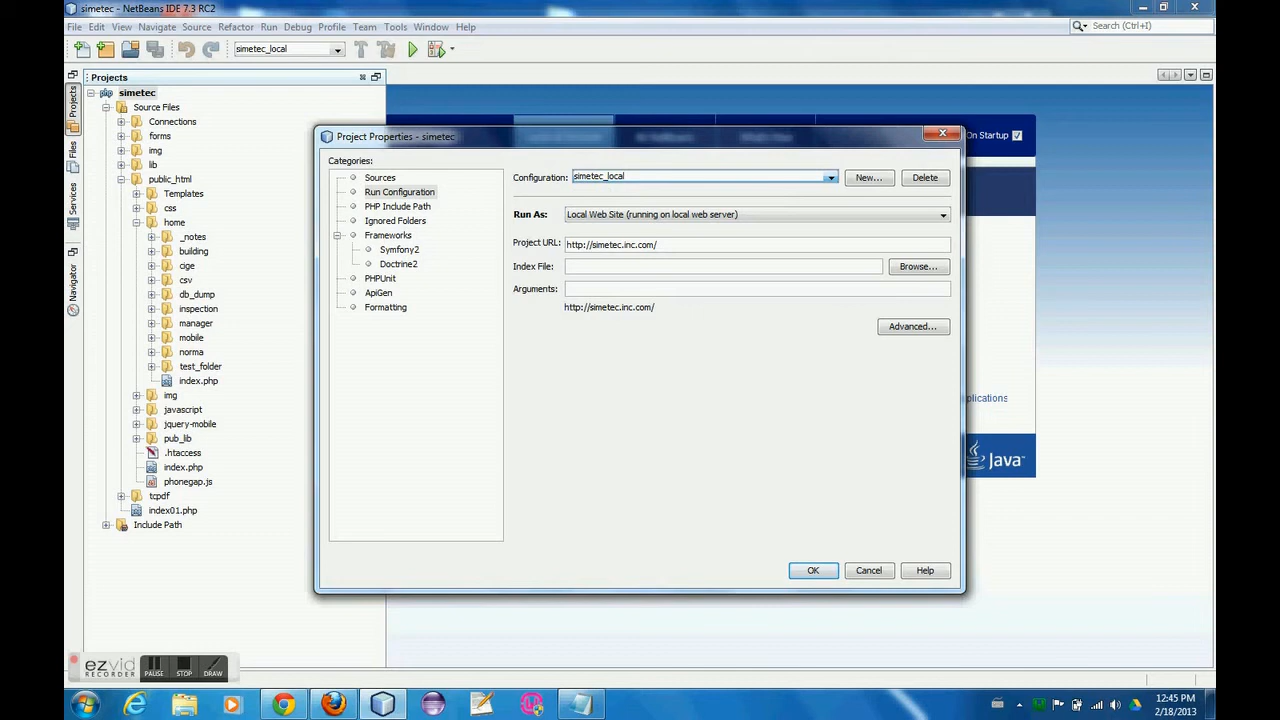 simetec - NetBeans IDE 7.3 RC2
File Edit View Navigate Source Refactor Run Debug Profile Team Tools Window Help
Search (Ctrl+I)
simetec_local
Projects
Files
Services
Navigator
Projects
simetec
Source Files
Connections
forms
img
lib
public_html
Templates
css
home
_notes
building
cige
csv
db_dump
inspection
manager
mobile
norma
test_folder
index.php
img
javascript
jquery-mobile
pub_lib
.htaccess
index.php
phonegap.js
tcpdf
index01.php
Include Path
On Startup
plications
Java
Project Properties - simetec
Categories:
Sources
Run Configuration
PHP Include Path
Ignored Folders
Frameworks
Symfony2
Doctrine2
PHPUnit
ApiGen
Formatting
Configuration: simetec_local New... Delete
Run As: Local Web Site (running on local web server)
Project URL: http://simetec.inc.com/
Index File: Browse...
Arguments:
http://simetec.inc.com/
Advanced...
OK Cancel Help
ezvid
RECORDER
PAUSE STOP DRAW
12:45 PM
2/18/2013